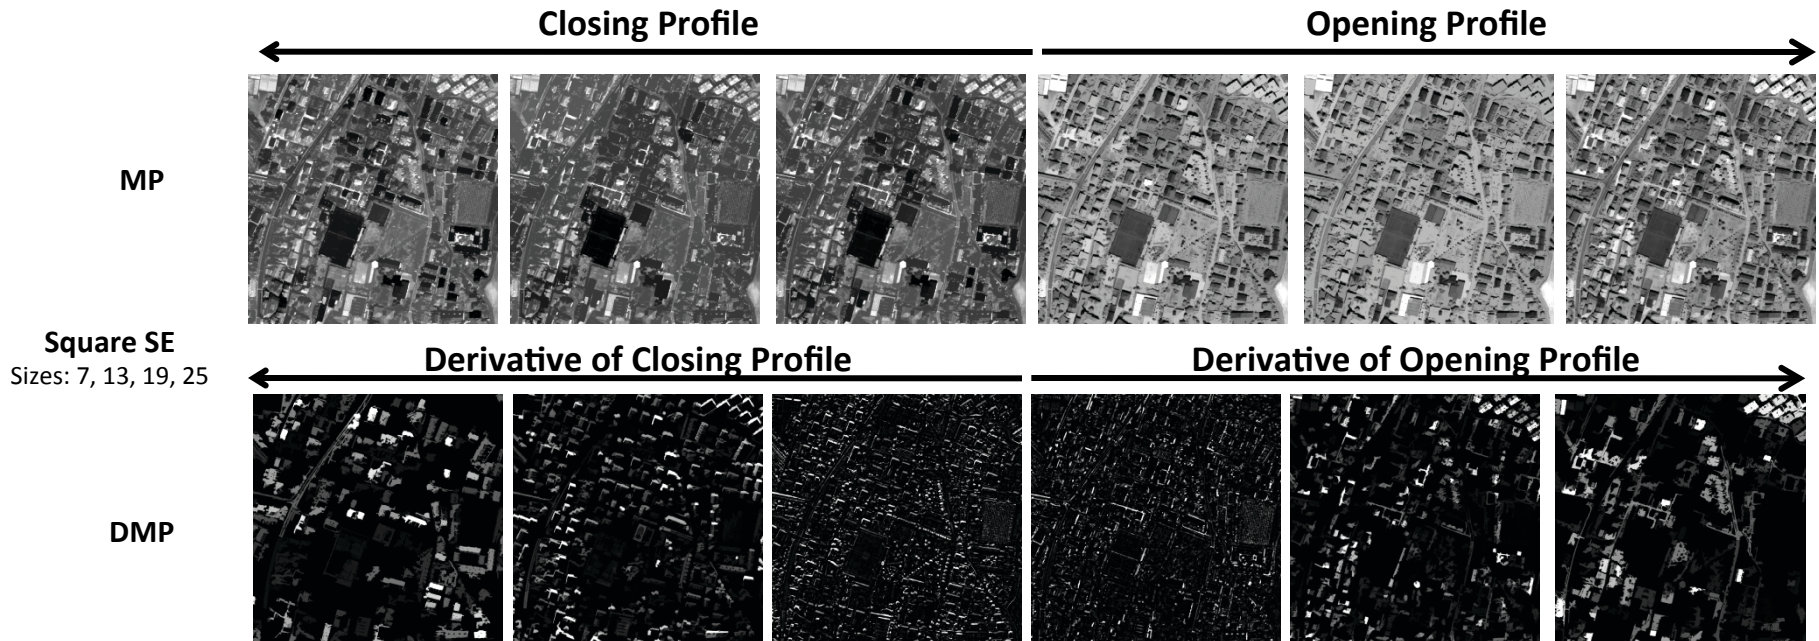 Closing Profile
Opening Profile
MP
Square SE
Sizes: 7, 13, 19, 25
Derivative of Closing Profile
Derivative of Opening Profile
DMP